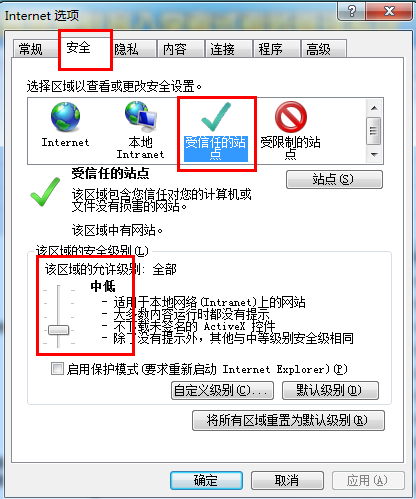 Internet 选项
常规 安全 隐私 内容 连接 程序 高级
选择区域以查看或更改安全设置。
Internet
本地
Intranet
受信任的站
点
受限制的站
点
受信任的站点
站点(S)
该区域包含您信任对您的计算机或
文件没有损害的网站。
该区域中有网站。
该区域的安全级别(L)
该区域的允许级别: 全部
中低
- 适用于本地网络(Intranet)上的网站
- 大多数内容运行时都没有提示
- 不下载未签名的 ActiveX 控件
- 除了没有提示外，其他与中等级别安全级相同
启用保护模式(要求重新启动 Internet Explorer)(P)
自定义级别(C)... 默认级别(D)
将所有区域重置为默认级别(R)
确定 取消 应用(A)